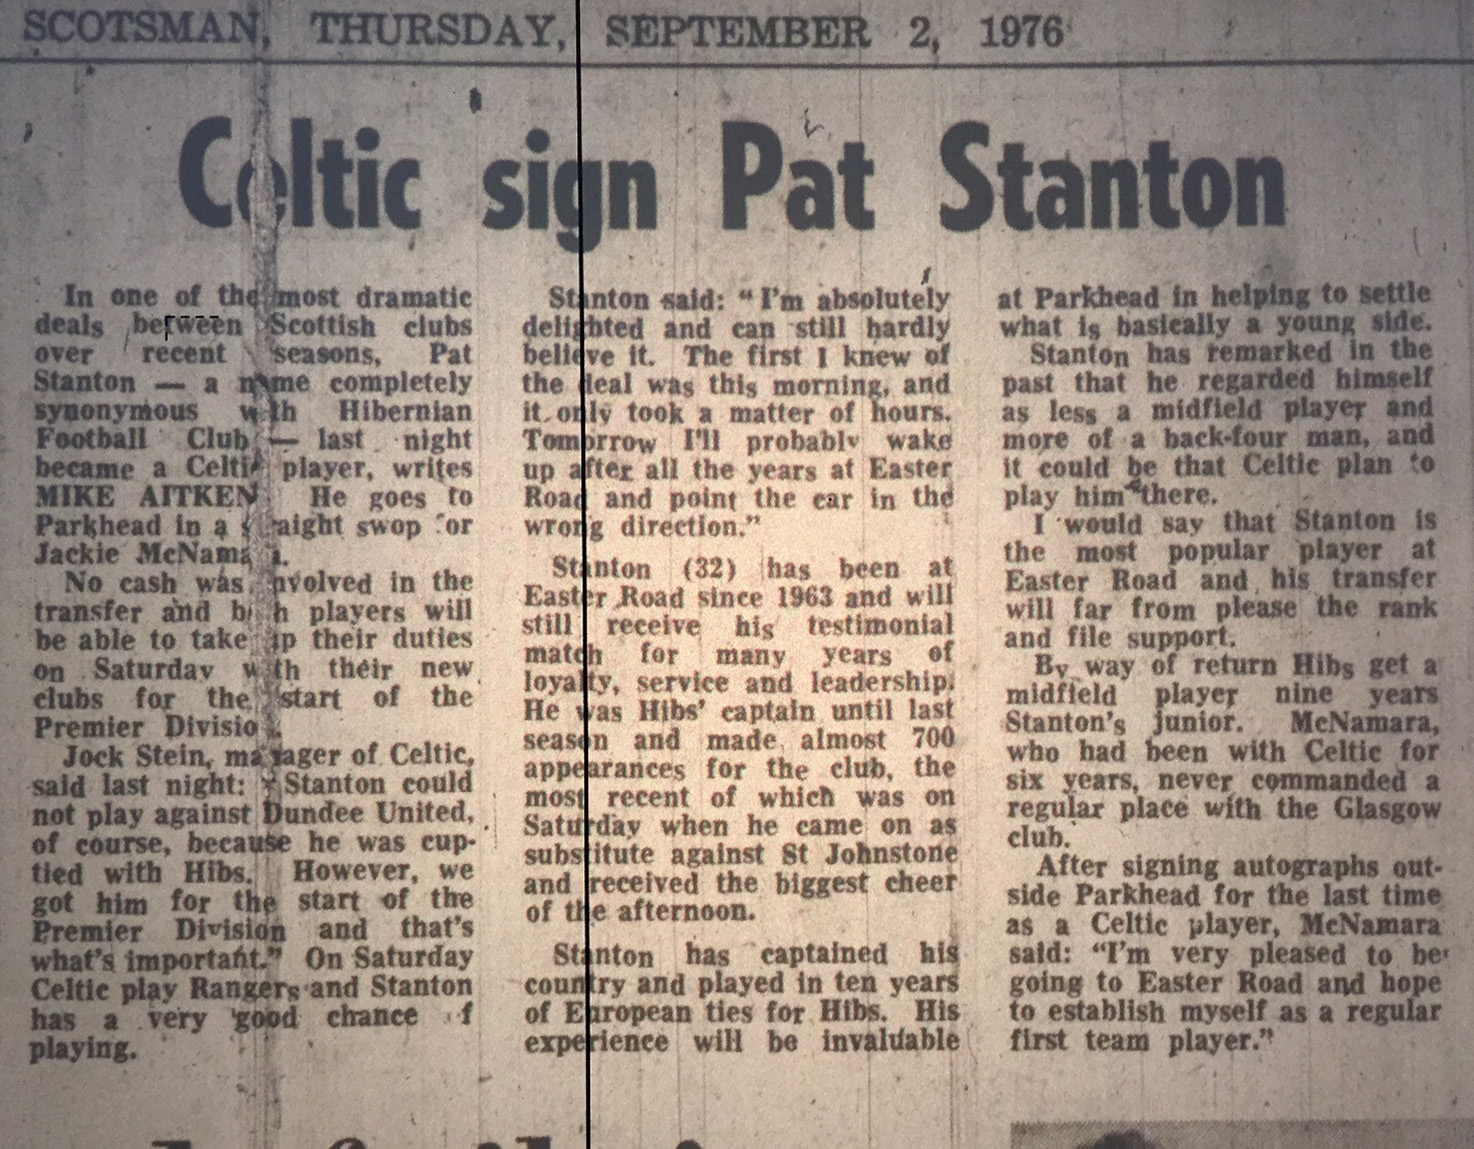 SCOTSMAN, THURSDAY, SEPTEMBER 2, 1976
Celtic sign Pat Stanton
In one of the most dramatic
deals between Scottish clubs
over recent seasons, Pat
Stanton — a name completely
synonymous with Hibernian
Football Club — last night
became a Celtic player, writes
MIKE AITKEN. He goes to
Parkhead in a straight swop for
Jackie McNamara.
No cash was involved in the
transfer and both players will
be able to take up their duties
on Saturday with their new
clubs for the start of the
Premier Division.
Jock Stein, manager of Celtic,
said last night: "Stanton could
not play against Dundee United,
of course, because he was cup-
tied with Hibs. However, we
got him for the start of the
Premier Division and that's
what's important." On Saturday
Celtic play Rangers and Stanton
has a very good chance of
playing.
Stanton said: "I'm absolutely
delighted and can still hardly
believe it. The first I knew of
the deal was this morning, and
it only took a matter of hours.
Tomorrow I'll probably wake
up after all the years at Easter
Road and point the car in the
wrong direction."
Stanton (32) has been at
Easter Road since 1963 and will
still receive his testimonial
match for many years of
loyalty, service and leadership.
He was Hibs' captain until last
season and made almost 700
appearances for the club, the
most recent of which was on
Saturday when he came on as
substitute against St Johnstone
and received the biggest cheer
of the afternoon.
Stanton has captained his
country and played in ten years
of European ties for Hibs. His
experience will be invaluable
at Parkhead in helping to settle
what is basically a young side.
Stanton has remarked in the
past that he regarded himself
as less a midfield player and
more of a back-four man, and
it could be that Celtic plan to
play him there.
I would say that Stanton is
the most popular player at
Easter Road and his transfer
will far from please the rank
and file support.
By way of return Hibs get a
midfield player nine years
Stanton's junior. McNamara,
who had been with Celtic for
six years, never commanded a
regular place with the Glasgow
club.
After signing autographs out-
side Parkhead for the last time
as a Celtic player, McNamara
said: "I'm very pleased to be
going to Easter Road and hope
to establish myself as a regular
first team player."